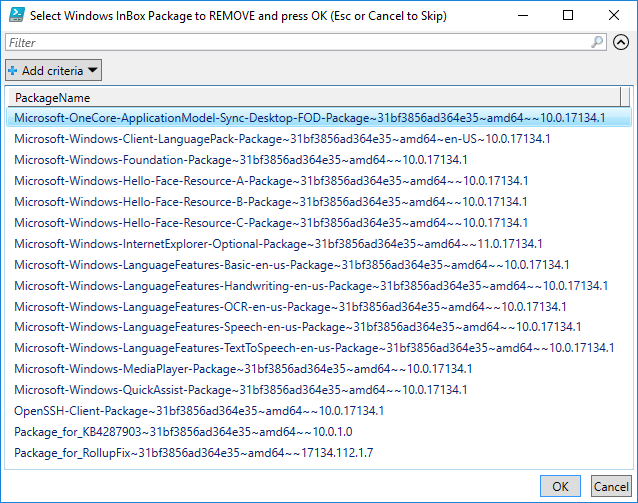 Select Windows InBox Package to REMOVE and press OK (Esc or Cancel to Skip)
Filter
Add criteria
PackageName
Microsoft-OneCore-ApplicationModel-Sync-Desktop-FOD-Package~31bf3856ad364e35~amd64~~10.0.17134.1
Microsoft-Windows-Client-LanguagePack-Package~31bf3856ad364e35~amd64~en-US~10.0.17134.1
Microsoft-Windows-Foundation-Package~31bf3856ad364e35~amd64~~10.0.17134.1
Microsoft-Windows-Hello-Face-Resource-A-Package~31bf3856ad364e35~amd64~~10.0.17134.1
Microsoft-Windows-Hello-Face-Resource-B-Package~31bf3856ad364e35~amd64~~10.0.17134.1
Microsoft-Windows-Hello-Face-Resource-C-Package~31bf3856ad364e35~amd64~~10.0.17134.1
Microsoft-Windows-InternetExplorer-Optional-Package~31bf3856ad364e35~amd64~~11.0.17134.1
Microsoft-Windows-LanguageFeatures-Basic-en-us-Package~31bf3856ad364e35~amd64~~10.0.17134.1
Microsoft-Windows-LanguageFeatures-Handwriting-en-us-Package~31bf3856ad364e35~amd64~~10.0.17134.1
Microsoft-Windows-LanguageFeatures-OCR-en-us-Package~31bf3856ad364e35~amd64~~10.0.17134.1
Microsoft-Windows-LanguageFeatures-Speech-en-us-Package~31bf3856ad364e35~amd64~~10.0.17134.1
Microsoft-Windows-LanguageFeatures-TextToSpeech-en-us-Package~31bf3856ad364e35~amd64~~10.0.17134.1
Microsoft-Windows-MediaPlayer-Package~31bf3856ad364e35~amd64~~10.0.17134.1
Microsoft-Windows-QuickAssist-Package~31bf3856ad364e35~amd64~~10.0.17134.1
OpenSSH-Client-Package~31bf3856ad364e35~amd64~~10.0.17134.1
Package_for_KB4287903~31bf3856ad364e35~amd64~~10.0.1.0
Package_for_RollupFix~31bf3856ad364e35~amd64~~17134.112.1.7
OK
Cancel